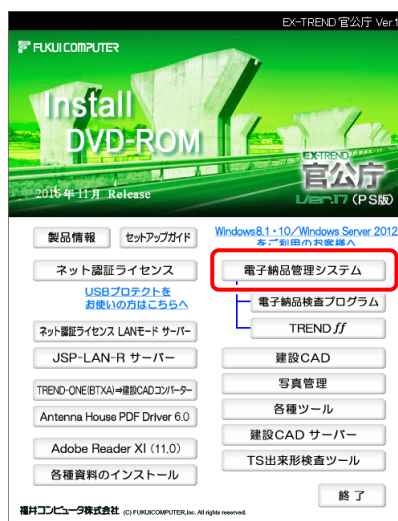 EX-TREND 官公庁 Ver.1
FUKUI COMPUTER
Install
DVD-ROM
2016年11月 Release
EX-TREND
官公庁
Ver.17 (PS版)
製品情報
セットアップガイド
Windows8.1・10／Windows Server 2012
をご利用のお客様へ
ネット認証ライセンス
電子納品管理システム
USBプロテクトを
お使いの方はこちらへ
電子納品検査プログラム
TREND ff
ネット認証ライセンス LANモード サーバー
JSP-LAN-R サーバー
建設CAD
写真管理
TREND-ONE(BTXA)⇒建設CADコンバーター
各種ツール
Antenna House PDF Driver 6.0
建設CAD サーバー
Adobe Reader XI (11.0)
TS出来形検査ツール
各種資料のインストール
終了
福井コンピュータ株式会社 (C) FUKUICOMPUTER,Inc. All rights reserved.